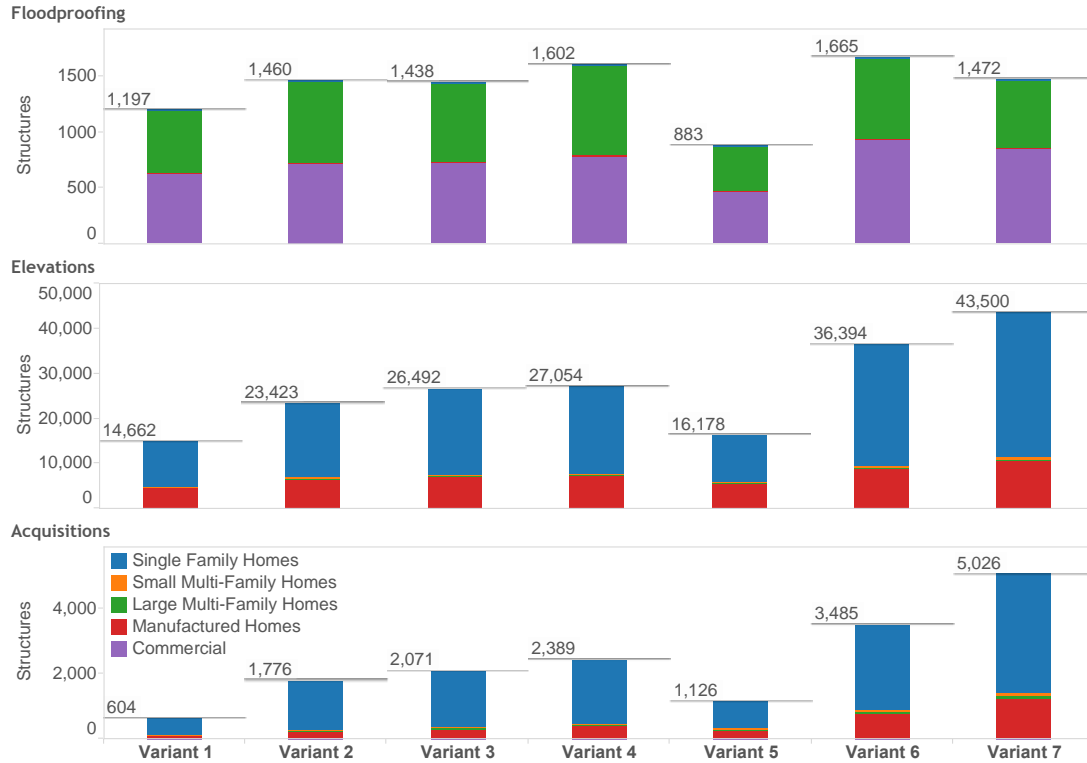 Floodproofing
Structures
1500
1000
500
0
1,197
1,460
1,438
1,602
883
1,665
1,472
Elevations
Structures
50,000
40,000
30,000
20,000
10,000
0
14,662
23,423
26,492
27,054
16,178
36,394
43,500
Acquisitions
Structures
4,000
2,000
0
Single Family Homes
Small Multi-Family Homes
Large Multi-Family Homes
Manufactured Homes
Commercial
604
1,776
2,071
2,389
1,126
3,485
5,026
Variant 1 Variant 2 Variant 3 Variant 4 Variant 5 Variant 6 Variant 7